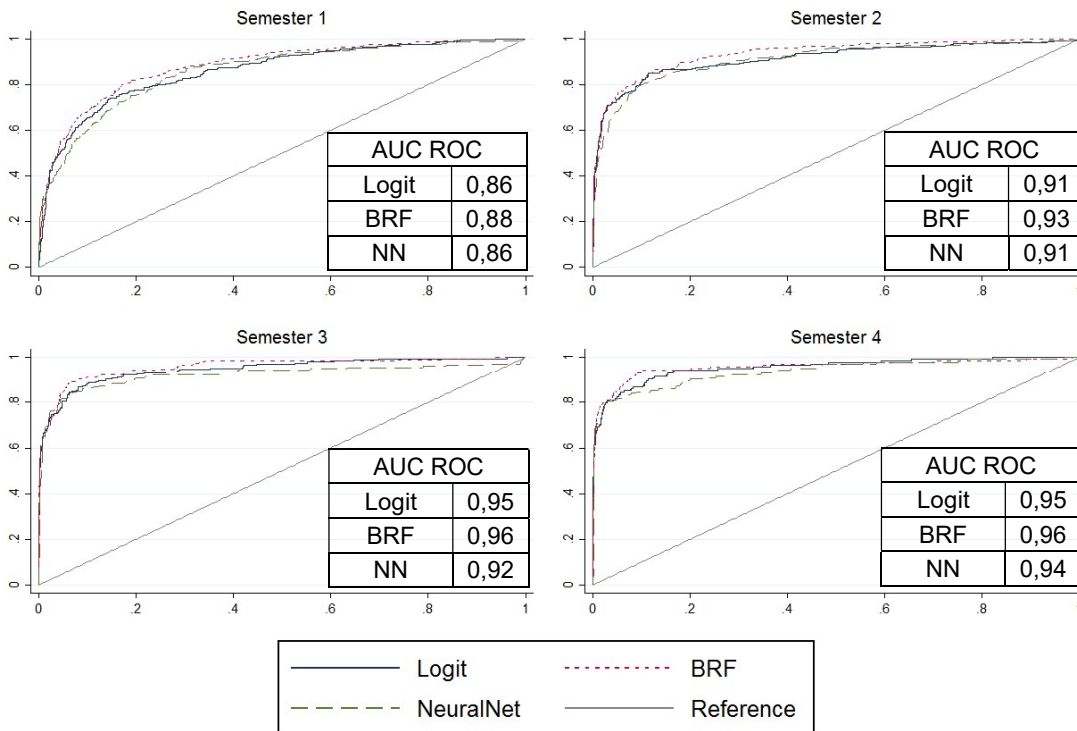 Semester 1
1
.8
.6
.4
.2
0
0 .2 .4 .6 .8 1
AUC ROC
Logit 0,86
BRF 0,88
NN 0,86
Semester 2
1
.8
.6
.4
.2
0
0 .2 .4 .6 .8
AUC ROC
Logit 0,91
BRF 0,93
NN 0,91
Semester 3
1
.8
.6
.4
.2
0
0 .2 .4 .6 .8 1
AUC ROC
Logit 0,95
BRF 0,96
NN 0,92
Semester 4
1
.8
.6
.4
.2
0
0 .2 .4 .6 .8
AUC ROC
Logit 0,95
BRF 0,96
NN 0,94
Logit BRF
NeuralNet Reference